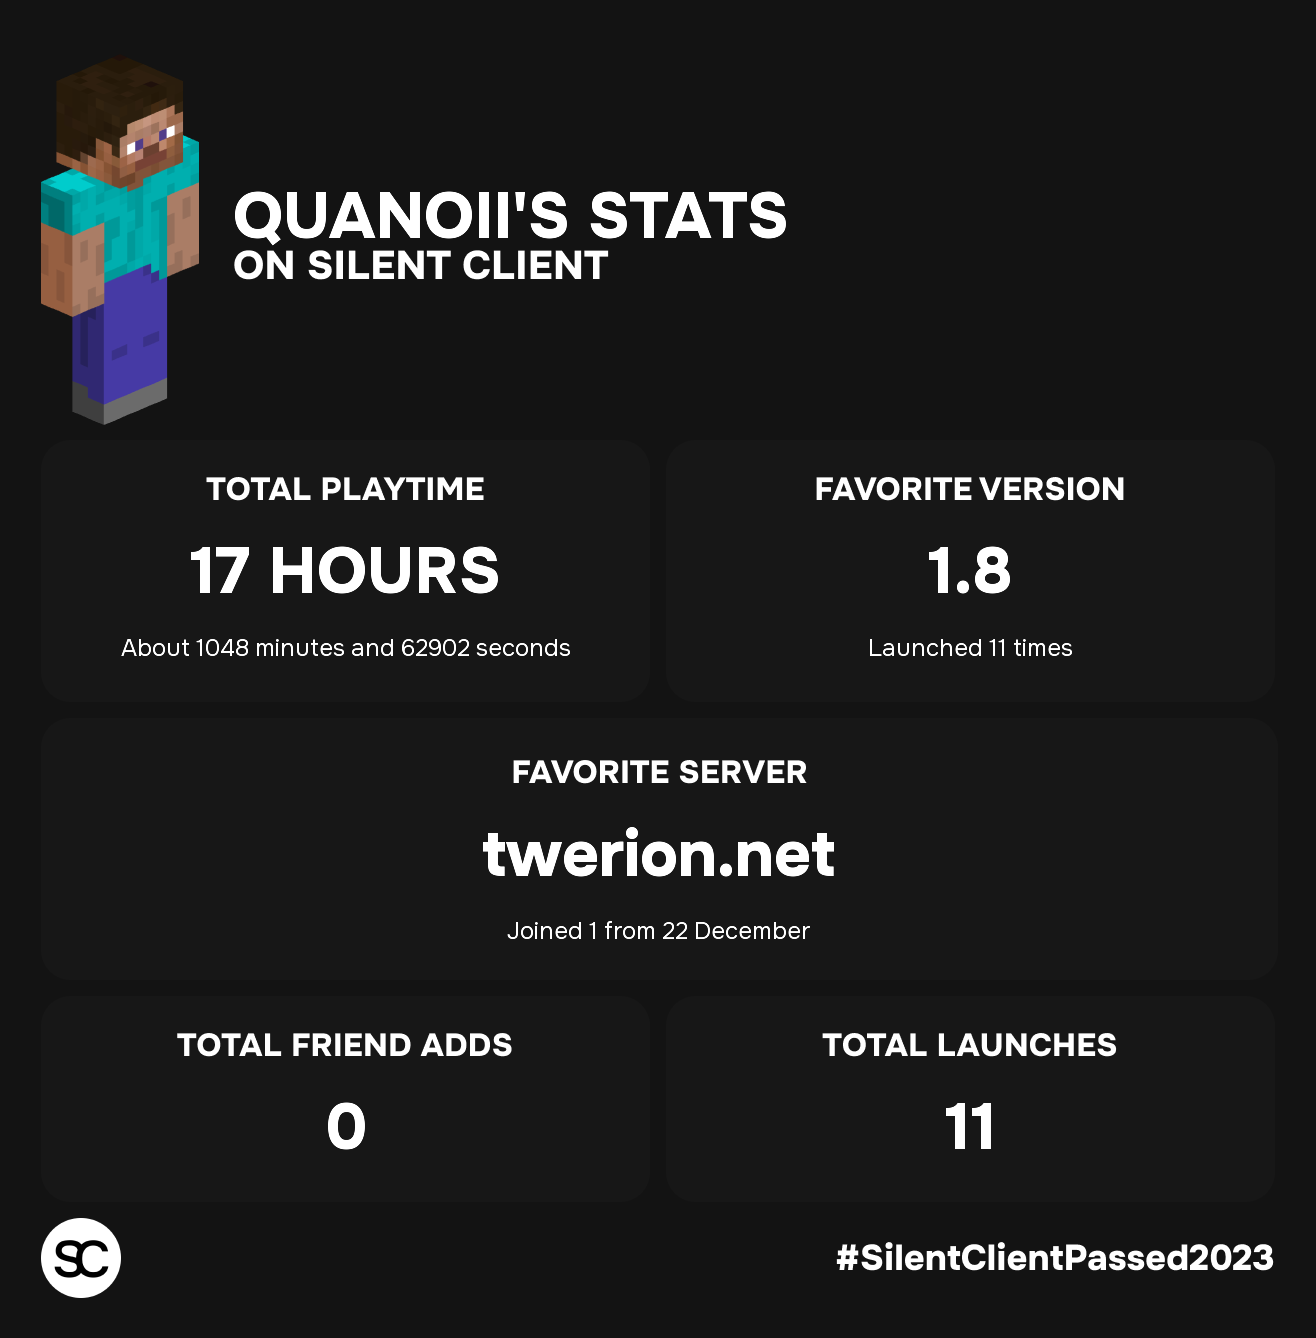 QUANOII'S STATS
ON SILENT CLIENT
TOTAL PLAYTIME
17 HOURS
About 1048 minutes and 62902 seconds
FAVORITE VERSION
1.8
Launched 11 times
FAVORITE SERVER
twerion.net
Joined 1 from 22 December
TOTAL FRIEND ADDS
0
TOTAL LAUNCHES
11
SC
#SilentClientPassed2023